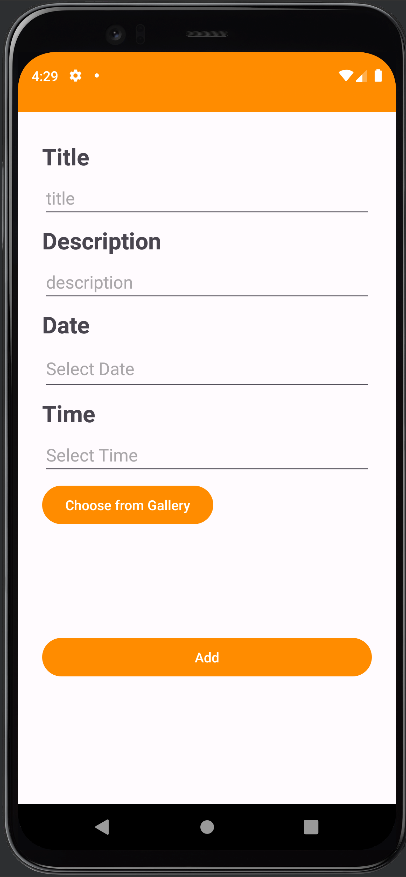 4:29
Title
title
Description
description
Date
Select Date
Time
Select Time
Choose from Gallery
Add